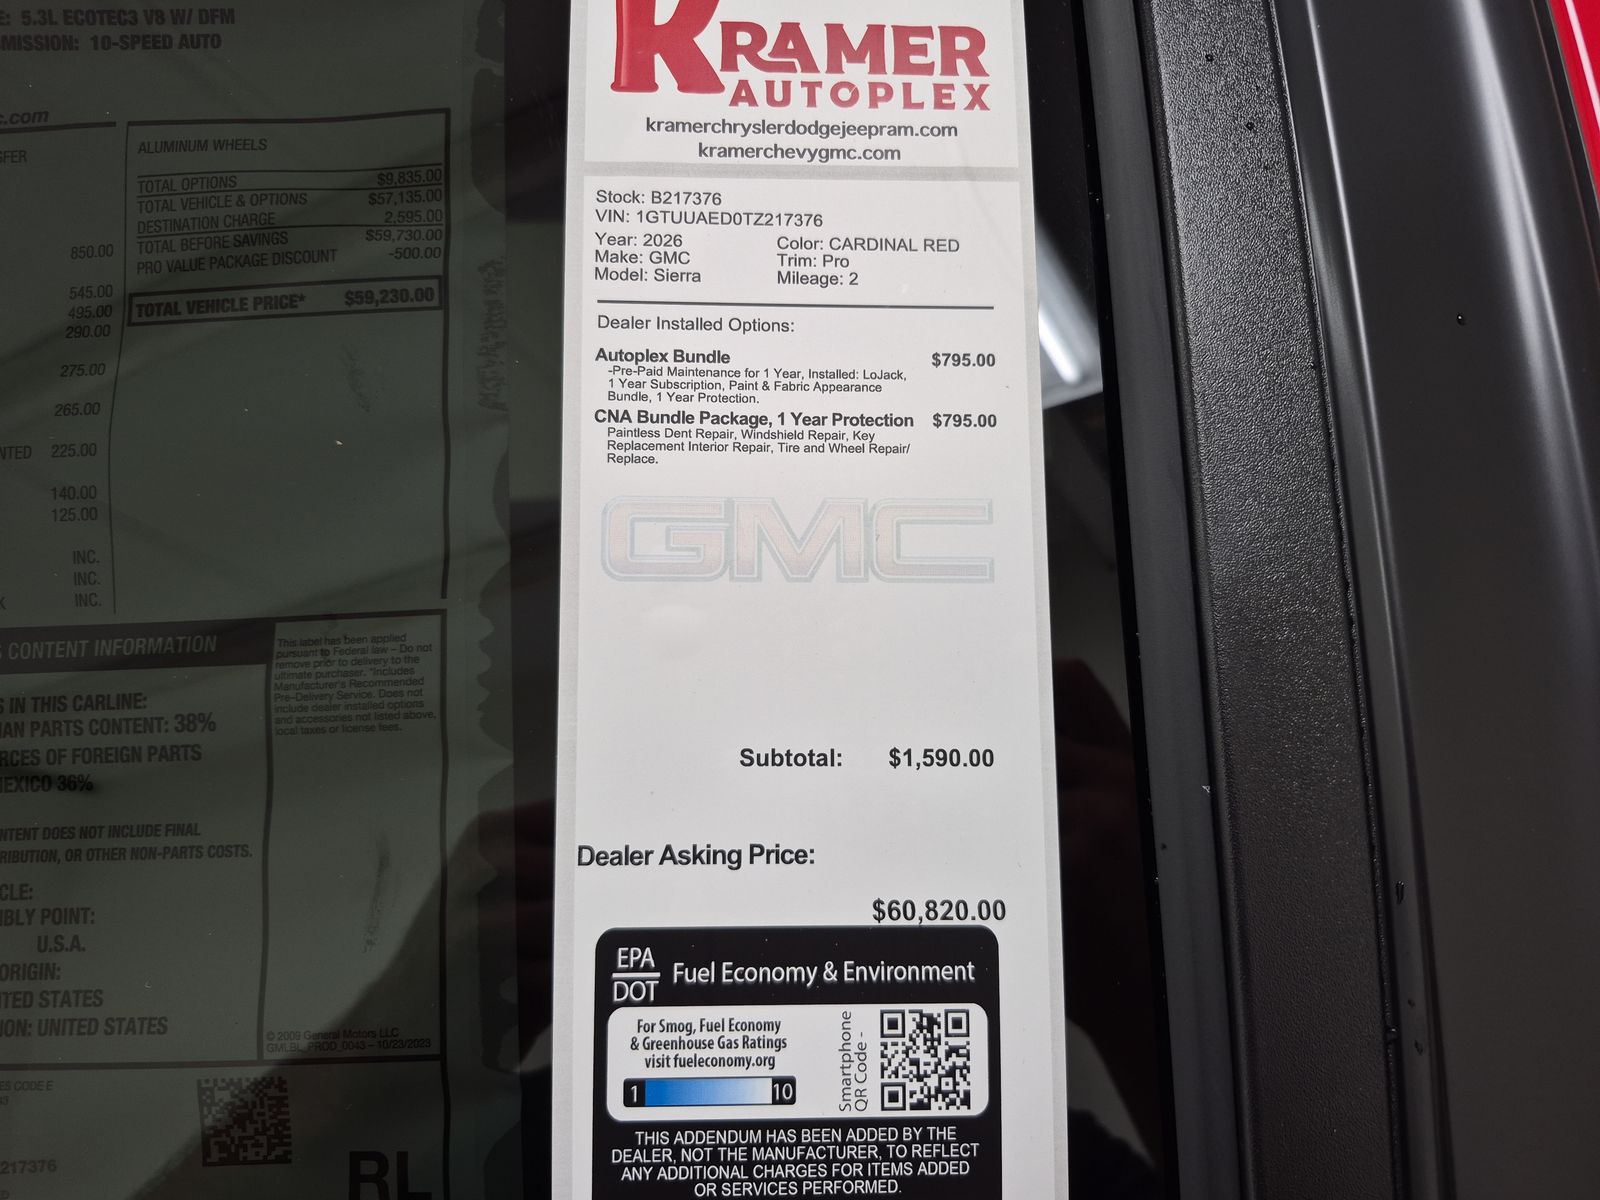 E: 5.3L ECOTEC3 V8 W/ DFM
MISSION: 10-SPEED AUTO
c.com
SFER
850.00
545.00
495.00
290.00
275.00
265.00
NTED 225.00
140.00
125.00
INC.
INC.
K INC.
ALUMINUM WHEELS
TOTAL OPTIONS $9,835.00
TOTAL VEHICLE & OPTIONS $57,135.00
DESTINATION CHARGE 2,595.00
TOTAL BEFORE SAVINGS $59,730.00
PRO VALUE PACKAGE DISCOUNT -500.00
TOTAL VEHICLE PRICE* $59,230.00
S CONTENT INFORMATION
S IN THIS CARLINE:
IAN PARTS CONTENT: 38%
RCES OF FOREIGN PARTS
MEXICO 36%
NTENT DOES NOT INCLUDE FINAL
RIBUTION, OR OTHER NON-PARTS COSTS.
CLE:
BLY POINT:
U.S.A.
ORIGIN:
TED STATES
ION: UNITED STATES
This label has been applied
pursuant to Federal law – Do not
remove prior to delivery to the
ultimate purchaser. *Includes
Manufacturer's Recommended
Pre-Delivery Service. Does not
include dealer installed options
and accessories not listed above,
local taxes or license fees.
© 2009 General Motors LLC
GMLBL_PROD_0043 – 10/23/2023
ES CODE E
217376
RL
KRAMER
AUTOPLEX
kramerchryslerdodgejeepram.com
kramerchevygmc.com
Stock: B217376
VIN: 1GTUUAED0TZ217376
Year: 2026 Color: CARDINAL RED
Make: GMC Trim: Pro
Model: Sierra Mileage: 2
Dealer Installed Options:
Autoplex Bundle $795.00
-Pre-Paid Maintenance for 1 Year, Installed: LoJack,
1 Year Subscription, Paint & Fabric Appearance
Bundle, 1 Year Protection.
CNA Bundle Package, 1 Year Protection $795.00
Paintless Dent Repair, Windshield Repair, Key
Replacement Interior Repair, Tire and Wheel Repair/
Replace.
GMC
Subtotal: $1,590.00
Dealer Asking Price:
$60,820.00
EPA
DOT
Fuel Economy & Environment
For Smog, Fuel Economy
& Greenhouse Gas Ratings
visit fueleconomy.org
1 10
Smartphone
QR Code -
THIS ADDENDUM HAS BEEN ADDED BY THE
DEALER, NOT THE MANUFACTURER, TO REFLECT
ANY ADDITIONAL CHARGES FOR ITEMS ADDED
OR SERVICES PERFORMED.